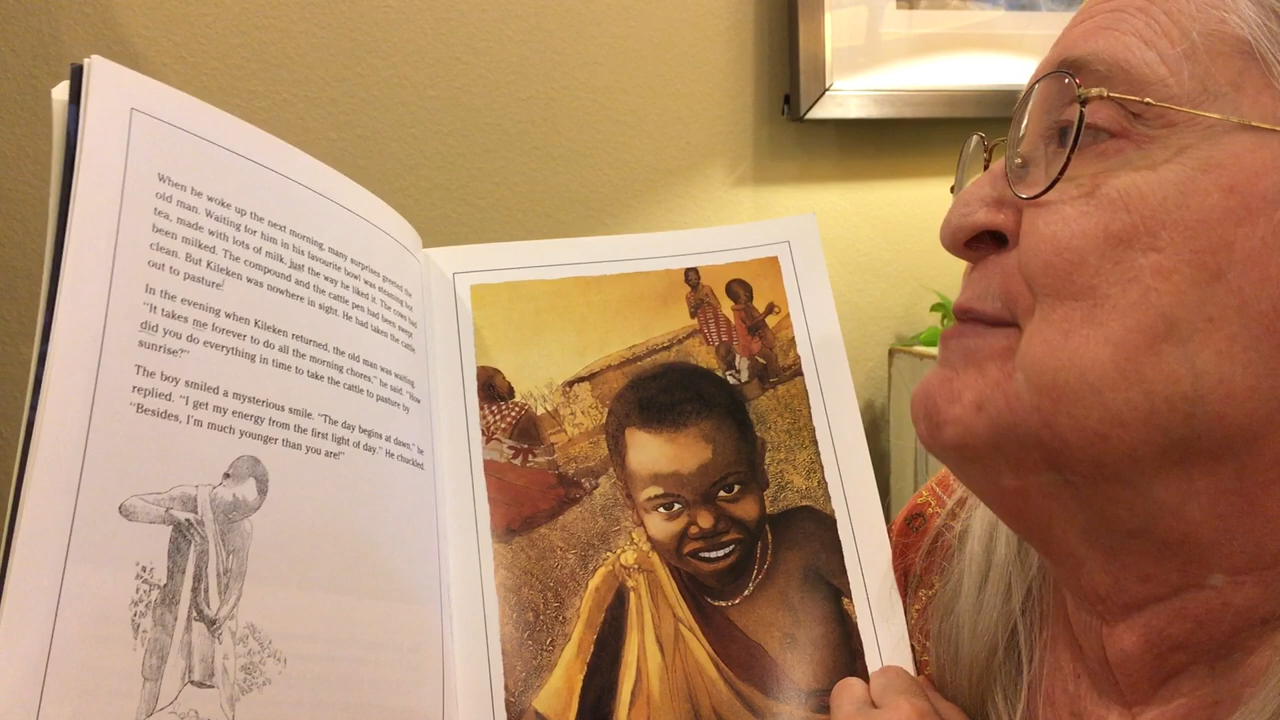 When he woke up the next morning, many surprises greeted the
old man. Waiting for him in his favourite bowl was steaming hot
tea, made with lots of milk, just the way he liked it. The cows had
been milked. The compound and the cattle pen had been swept
clean. But Kileken was nowhere in sight. He had taken the cattle
out to pasture!
In the evening when Kileken returned, the old man was waiting.
"It takes me forever to do all the morning chores," he said. "How
did you do everything in time to take the cattle to pasture by
sunrise?"
The boy smiled a mysterious smile. "The day begins at dawn," he
replied. "I get my energy from the first light of day." He chuckled.
"Besides, I'm much younger than you are!"